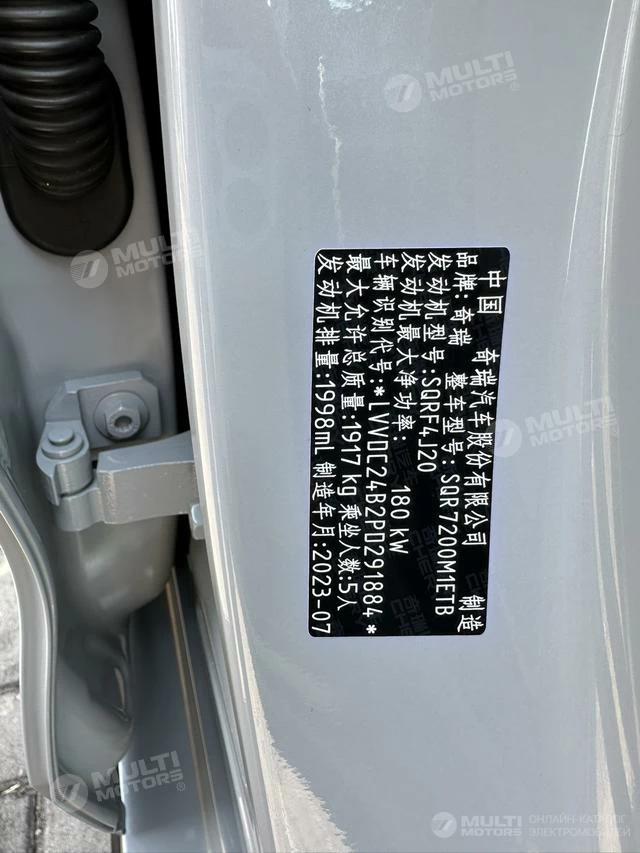 中国 奇瑞汽车股份有限公司 制造
品牌:奇瑞 整车型号:SQR7200M1ETB
发动机型号:SQRF4J20
发动机最大净功率: 180 kW
车辆识别代号:*LVVDC24B2PD291884*
最大允许总质量:1917 kg 乘坐人数:5人
发动机排量:1998mL 制造年月:2023-07
MULTI MOTORS
MULTI MOTORS
MULTI MOTORS
MULTI MOTORS
ОНЛАЙН-КАТАЛОГ ЭЛЕКТРОМОБИЛЕЙ